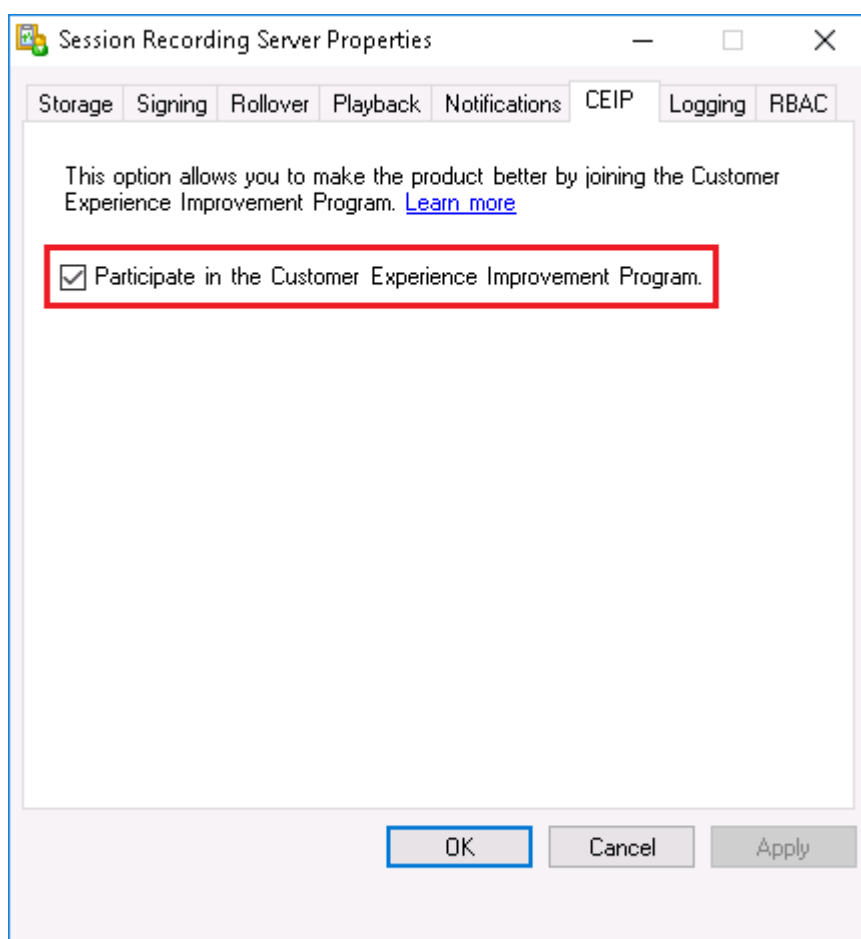 Session Recording Server Properties
Storage Signing Rollover Playback Notifications CEIP Logging RBAC
This option allows you to make the product better by joining the Customer
Experience Improvement Program. Learn more
Participate in the Customer Experience Improvement Program.
OK Cancel Apply